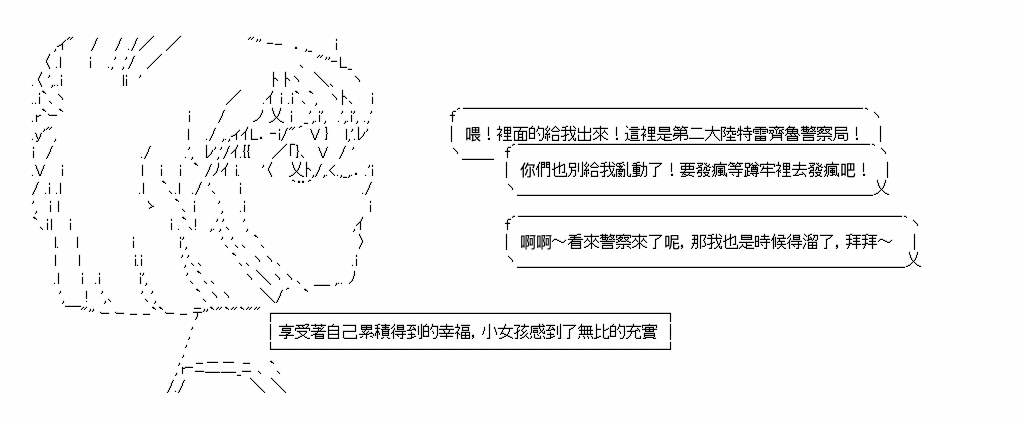 喂！裡面的給我出來！這裡是第二大陸特雷齊魯警察局！
你們也別給我亂動了！要發瘋等蹲牢裡去發瘋吧！
啊啊～看來警察來了呢，那我也是時候得溜了，拜拜～
享受著自己累積得到的幸福，小女孩感到了無比的充實